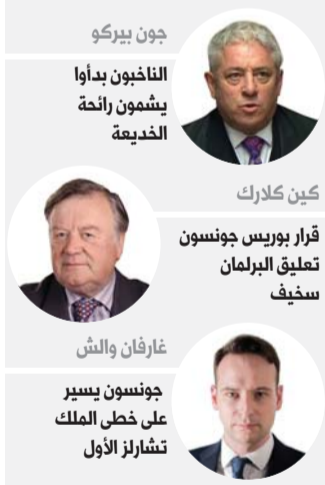 جون بيركو
الناخبون بدأوا
يشمون رائحة
الخديعة
كين كلارك
قرار بوريس جونسون
تعليق البرلمان
سخيف
غارفان والش
جونسون يسير
على خطى الملك
تشارلز الأول